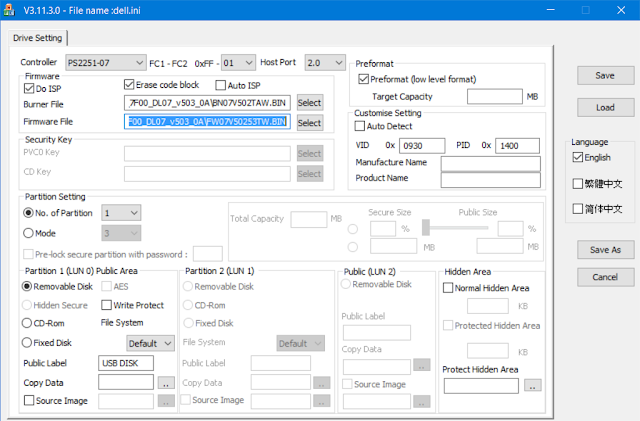 V3.11.3.0 - File name :dell.ini
Drive Setting
Controller PS2251-07 FC1 - FC2 0xFF - 01 Host Port 2.0
Firmware
Do ISP Erase code block Auto ISP
Burner File 7F00_DL07_v503_0A\BN07V502TAW.BIN Select
Firmware File F00_DL07_v503_0A\FW07V50253TW.BIN Select
Security Key
PVC0 Key Select
CD Key Select
Preformat
Preformat (low level format)
Target Capacity MB
Customise Setting
Auto Detect
VID 0x 0930 PID 0x 1400
Manufacture Name
Product Name
Save
Load
Language
English
繁體中文
简体中文
Save As
Cancel
Partition Setting
No. of Partition 1
Mode 3
Pre-lock secure partition with password :
Total Capacity MB
Secure Size Public Size
% %
MB MB
Partition 1 (LUN 0) Public Area
Removable Disk AES
Hidden Secure Write Protect
CD-Rom File System
Fixed Disk Default
Public Label USB DISK
Copy Data ..
Source Image ..
Partition 2 (LUN 1)
Removable Disk
CD-Rom
Fixed Disk
File System Default
Public Label
Copy Data ..
Source Image ..
Public (LUN 2)
Removable Disk
Public Label
Copy Data
..
Source Image
..
Hidden Area
Normal Hidden Area
KB
Protected Hidden Area
KB
Protect Hidden Area
..